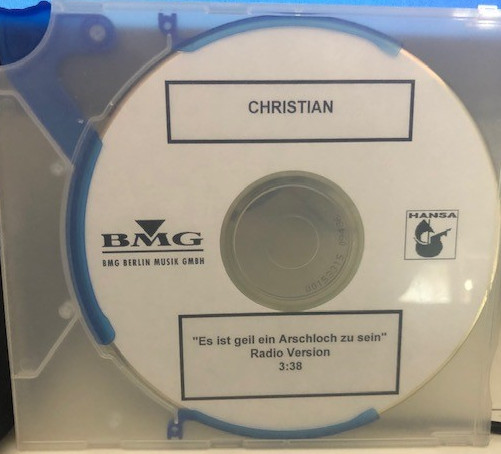 CHRISTIAN
BMG
BMG BERLIN MUSIK GMBH
HANSA
"Es ist geil ein Arschloch zu sein"
Radio Version
3:38